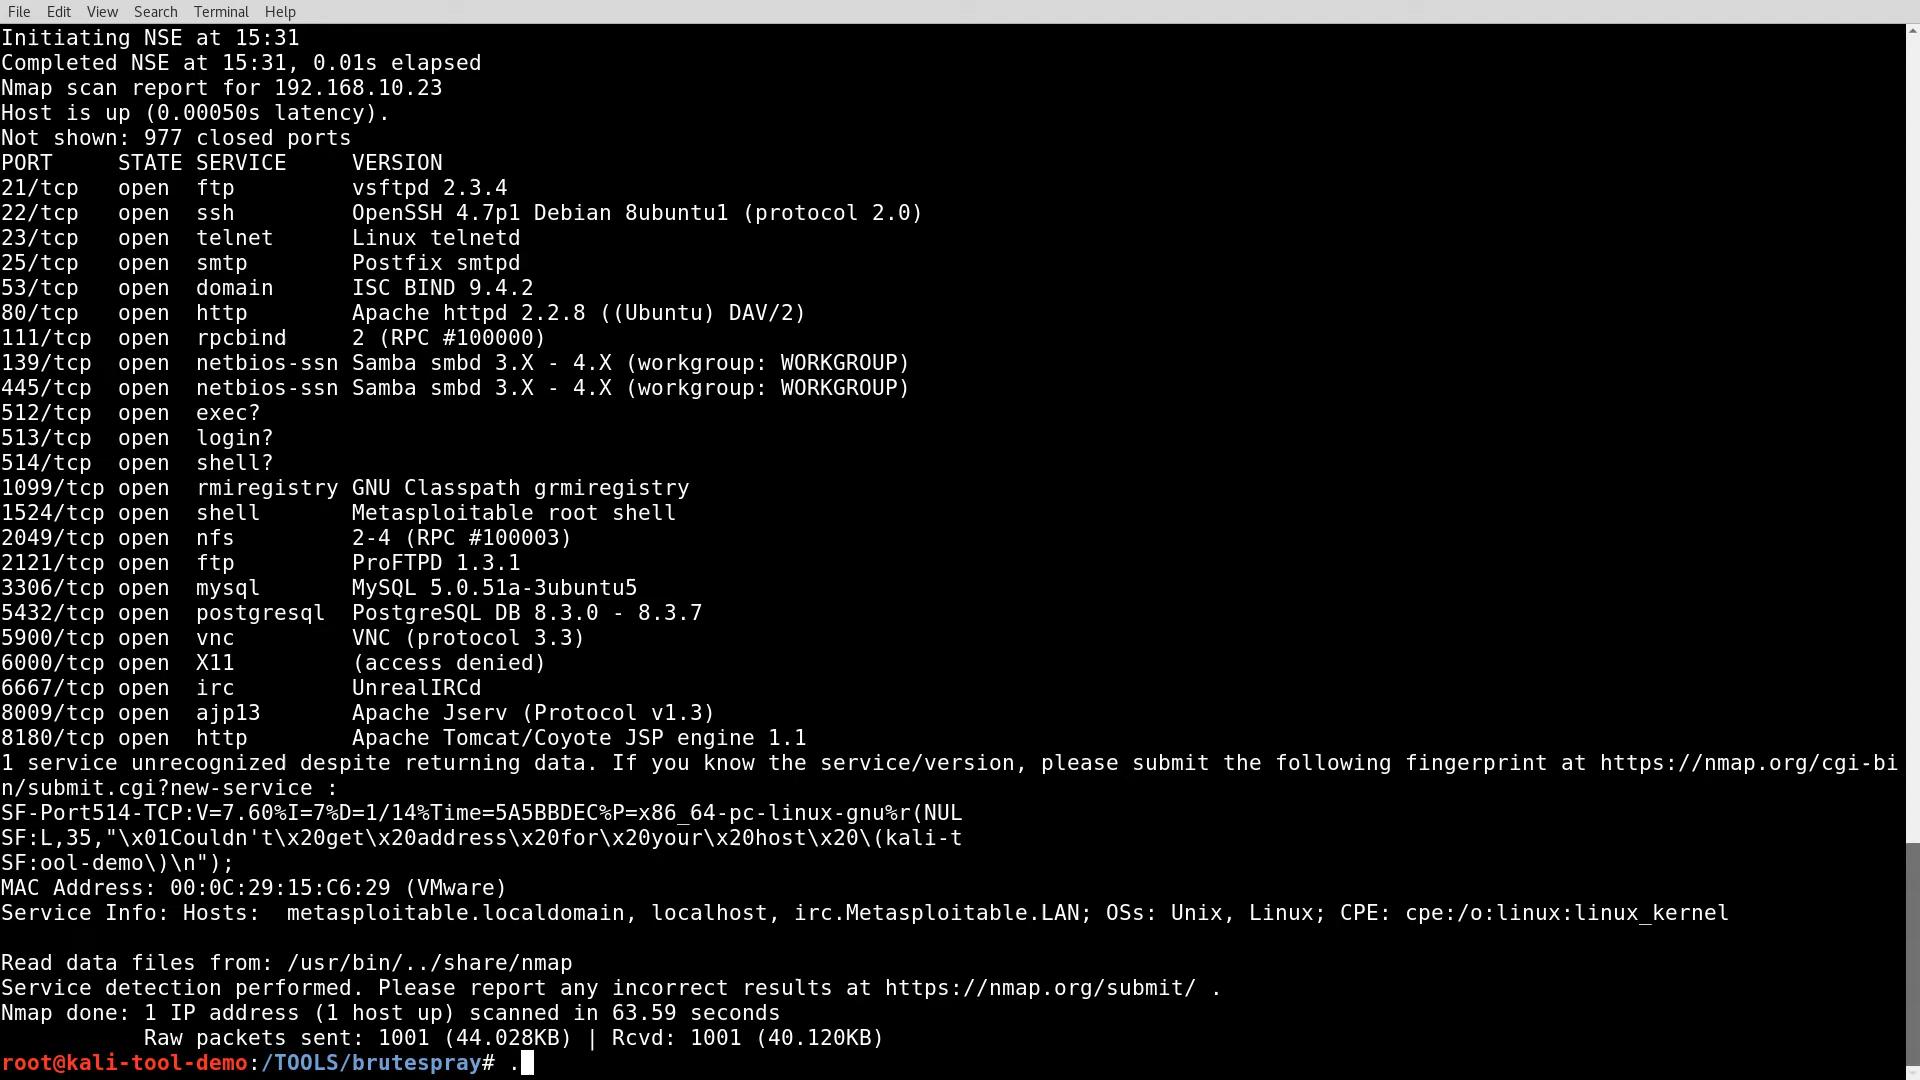 File Edit View Search Terminal Help
Initiating NSE at 15:31
Completed NSE at 15:31, 0.01s elapsed
Nmap scan report for 192.168.10.23
Host is up (0.00050s latency).
Not shown: 977 closed ports
PORT     STATE SERVICE     VERSION
21/tcp   open  ftp         vsftpd 2.3.4
22/tcp   open  ssh         OpenSSH 4.7p1 Debian 8ubuntu1 (protocol 2.0)
23/tcp   open  telnet      Linux telnetd
25/tcp   open  smtp        Postfix smtpd
53/tcp   open  domain      ISC BIND 9.4.2
80/tcp   open  http        Apache httpd 2.2.8 ((Ubuntu) DAV/2)
111/tcp  open  rpcbind     2 (RPC #100000)
139/tcp  open  netbios-ssn Samba smbd 3.X - 4.X (workgroup: WORKGROUP)
445/tcp  open  netbios-ssn Samba smbd 3.X - 4.X (workgroup: WORKGROUP)
512/tcp  open  exec?
513/tcp  open  login?
514/tcp  open  shell?
1099/tcp open  rmiregistry GNU Classpath grmiregistry
1524/tcp open  shell       Metasploitable root shell
2049/tcp open  nfs         2-4 (RPC #100003)
2121/tcp open  ftp         ProFTPD 1.3.1
3306/tcp open  mysql       MySQL 5.0.51a-3ubuntu5
5432/tcp open  postgresql  PostgreSQL DB 8.3.0 - 8.3.7
5900/tcp open  vnc         VNC (protocol 3.3)
6000/tcp open  X11         (access denied)
6667/tcp open  irc         UnrealIRCd
8009/tcp open  ajp13       Apache Jserv (Protocol v1.3)
8180/tcp open  http        Apache Tomcat/Coyote JSP engine 1.1
1 service unrecognized despite returning data. If you know the service/version, please submit the following fingerprint at https://nmap.org/cgi-bi
n/submit.cgi?new-service :
SF-Port514-TCP:V=7.60%I=7%D=1/14%Time=5A5BBDEC%P=x86_64-pc-linux-gnu%r(NUL
SF:L,35,"\x01Couldn't\x20get\x20address\x20for\x20your\x20host\x20\(kali-t
SF:ool-demo\)\n");
MAC Address: 00:0C:29:15:C6:29 (VMware)
Service Info: Hosts:  metasploitable.localdomain, localhost, irc.Metasploitable.LAN; OSs: Unix, Linux; CPE: cpe:/o:linux:linux_kernel
Read data files from: /usr/bin/../share/nmap
Service detection performed. Please report any incorrect results at https://nmap.org/submit/ .
Nmap done: 1 IP address (1 host up) scanned in 63.59 seconds
Raw packets sent: 1001 (44.028KB) | Rcvd: 1001 (40.120KB)
root@kali-tool-demo:/TOOLS/brutespray# .